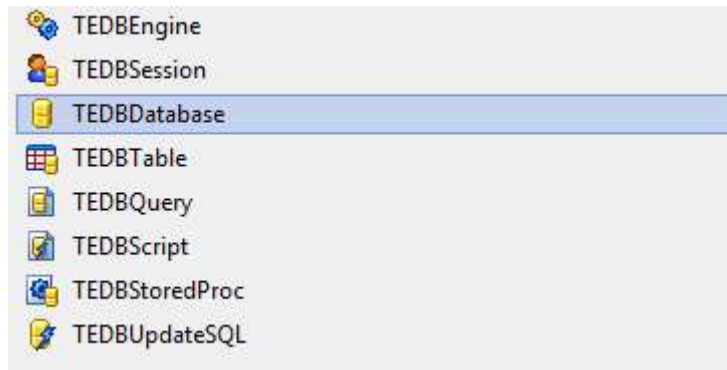 TEDBEngine
TEDBSession
TEDBDatabase
TEDBTable
TEDBQuery
TEDBScript
TEDBStoredProc
TEDBUpdateSQL